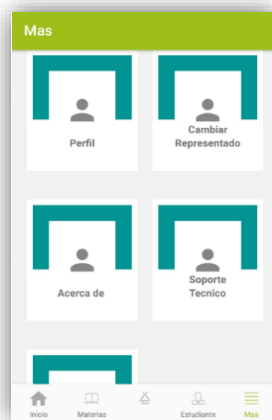 Mas
Perfil
Cambiar
Representado
Acerca de
Soporte
Tecnico
Inicio
Materias
Estudiante
Mas